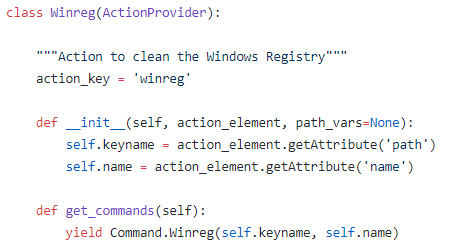 class Winreg(ActionProvider):
    """Action to clean the Windows Registry"""
    action_key = 'winreg'
    def __init__(self, action_element, path_vars=None):
        self.keyname = action_element.getAttribute('path')
        self.name = action_element.getAttribute('name')
    def get_commands(self):
        yield Command.Winreg(self.keyname, self.name)